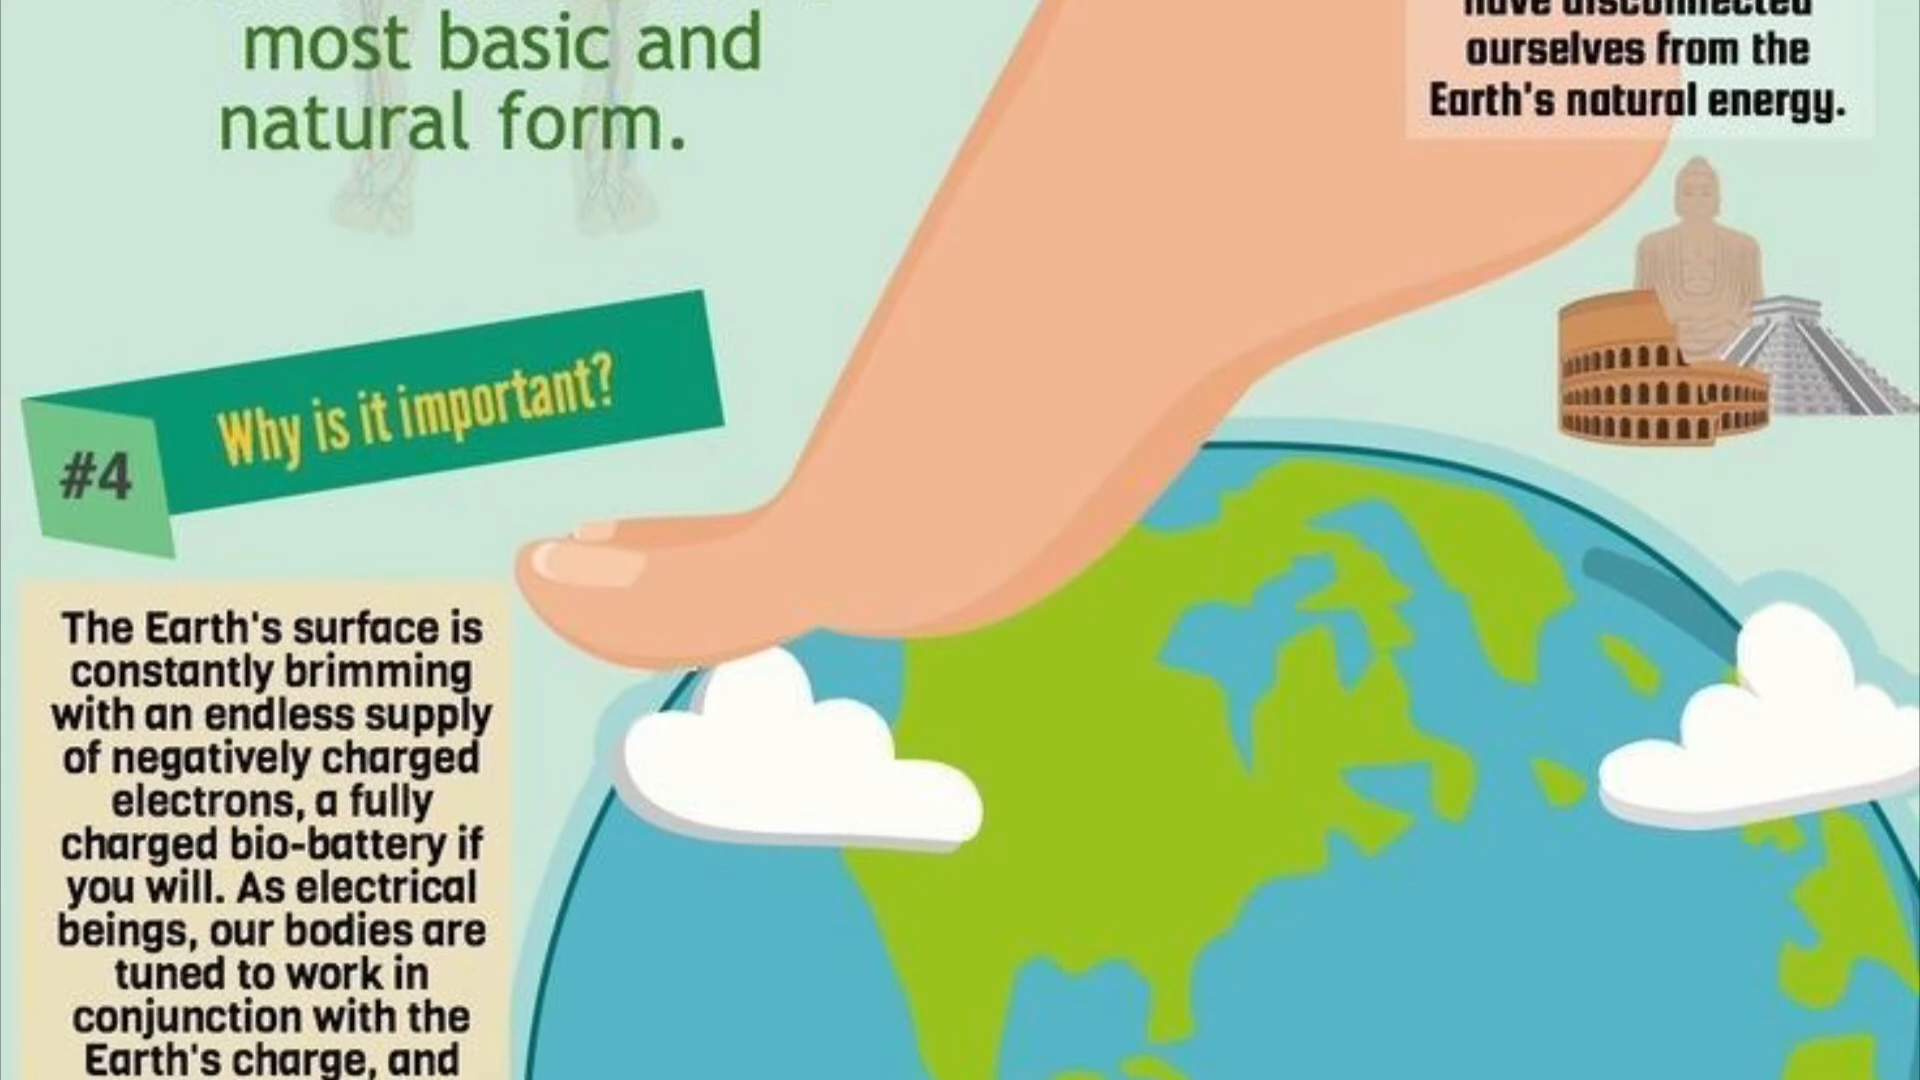 most basic and
natural form.
have disconnected
ourselves from the
Earth's natural energy.
#4
Why is it important?
The Earth's surface is
constantly brimming
with an endless supply
of negatively charged
electrons, a fully
charged bio-battery if
you will. As electrical
beings, our bodies are
tuned to work in
conjunction with the
Earth's charge, and